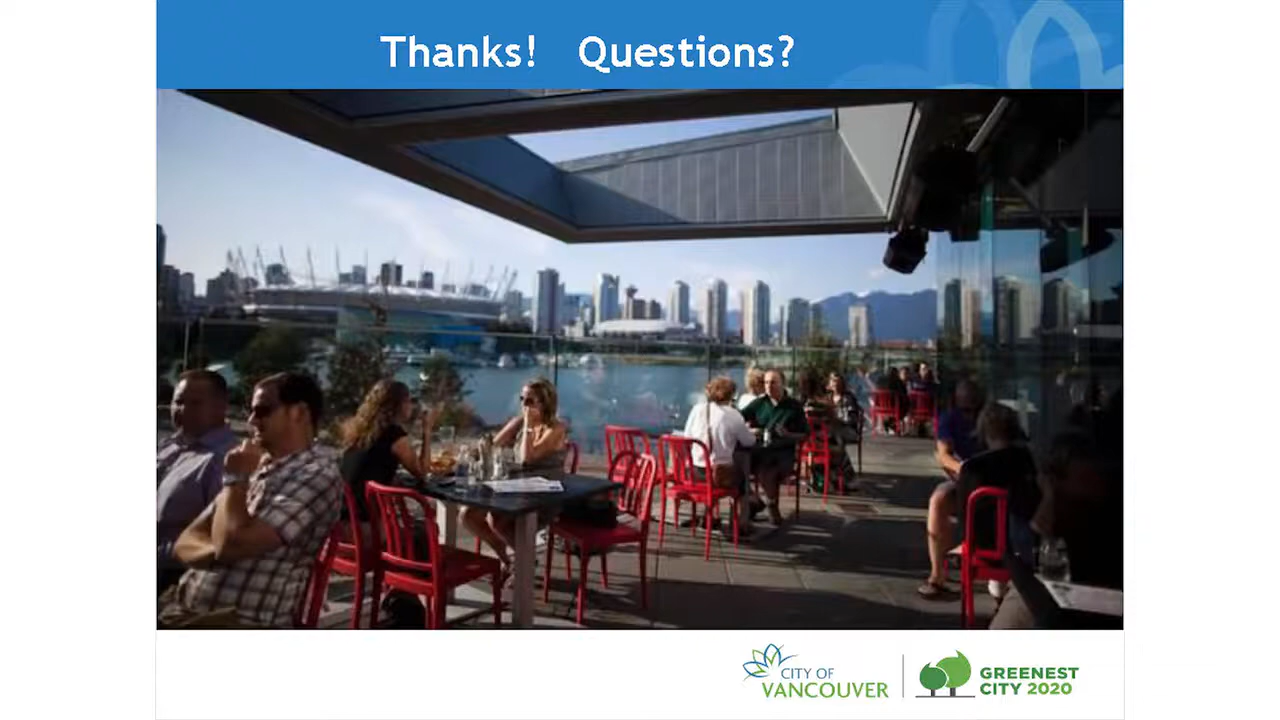 Thanks!   Questions?
CITY OF
VANCOUVER
GREENEST
CITY 2020